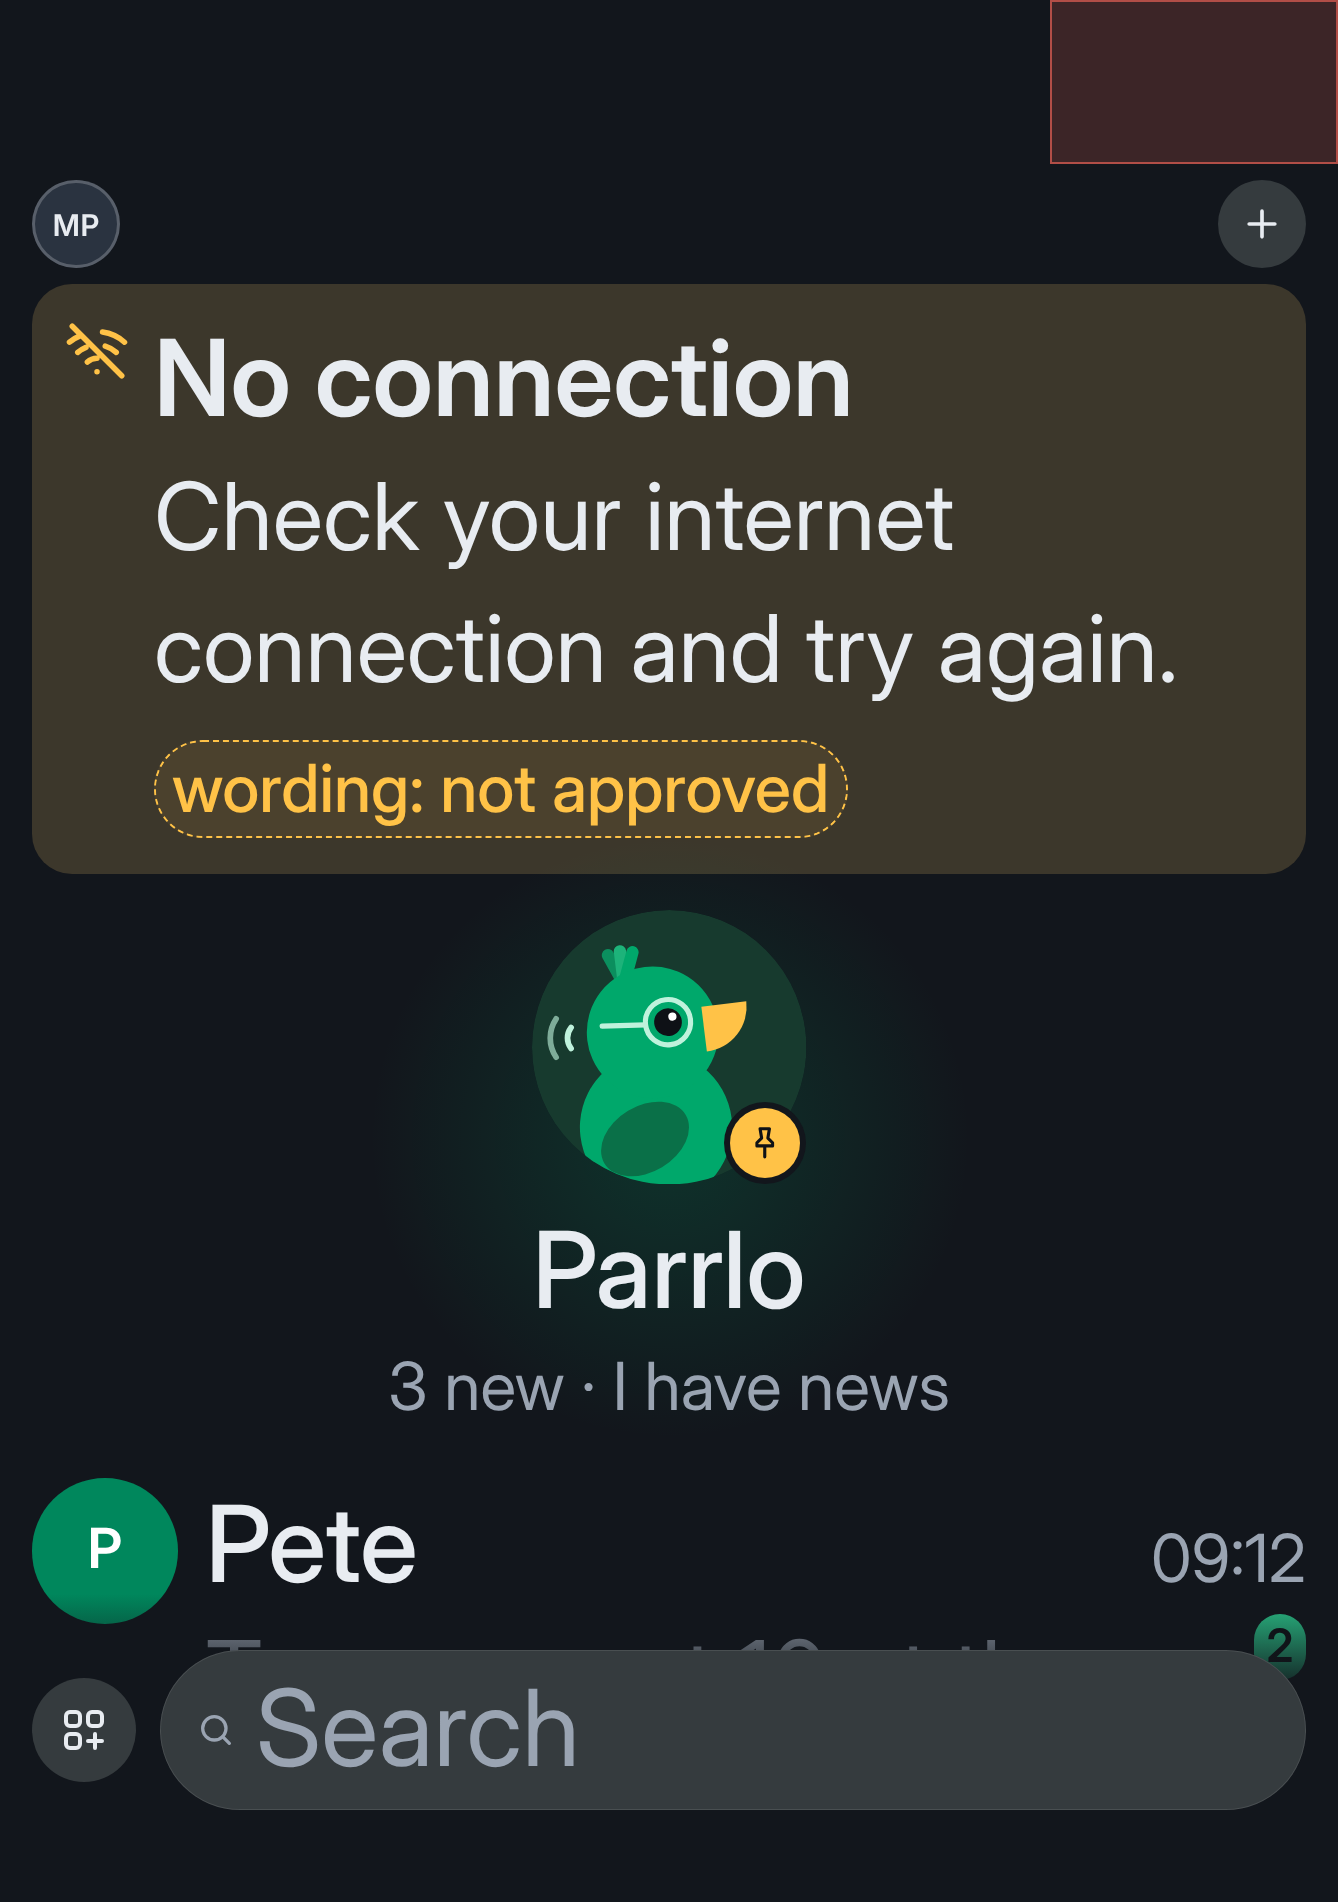 MP
No connection
Check your internet
connection and try again.
wording: not approved
Parrlo
3 new · I have news
P
Pete
09:12
2
Search